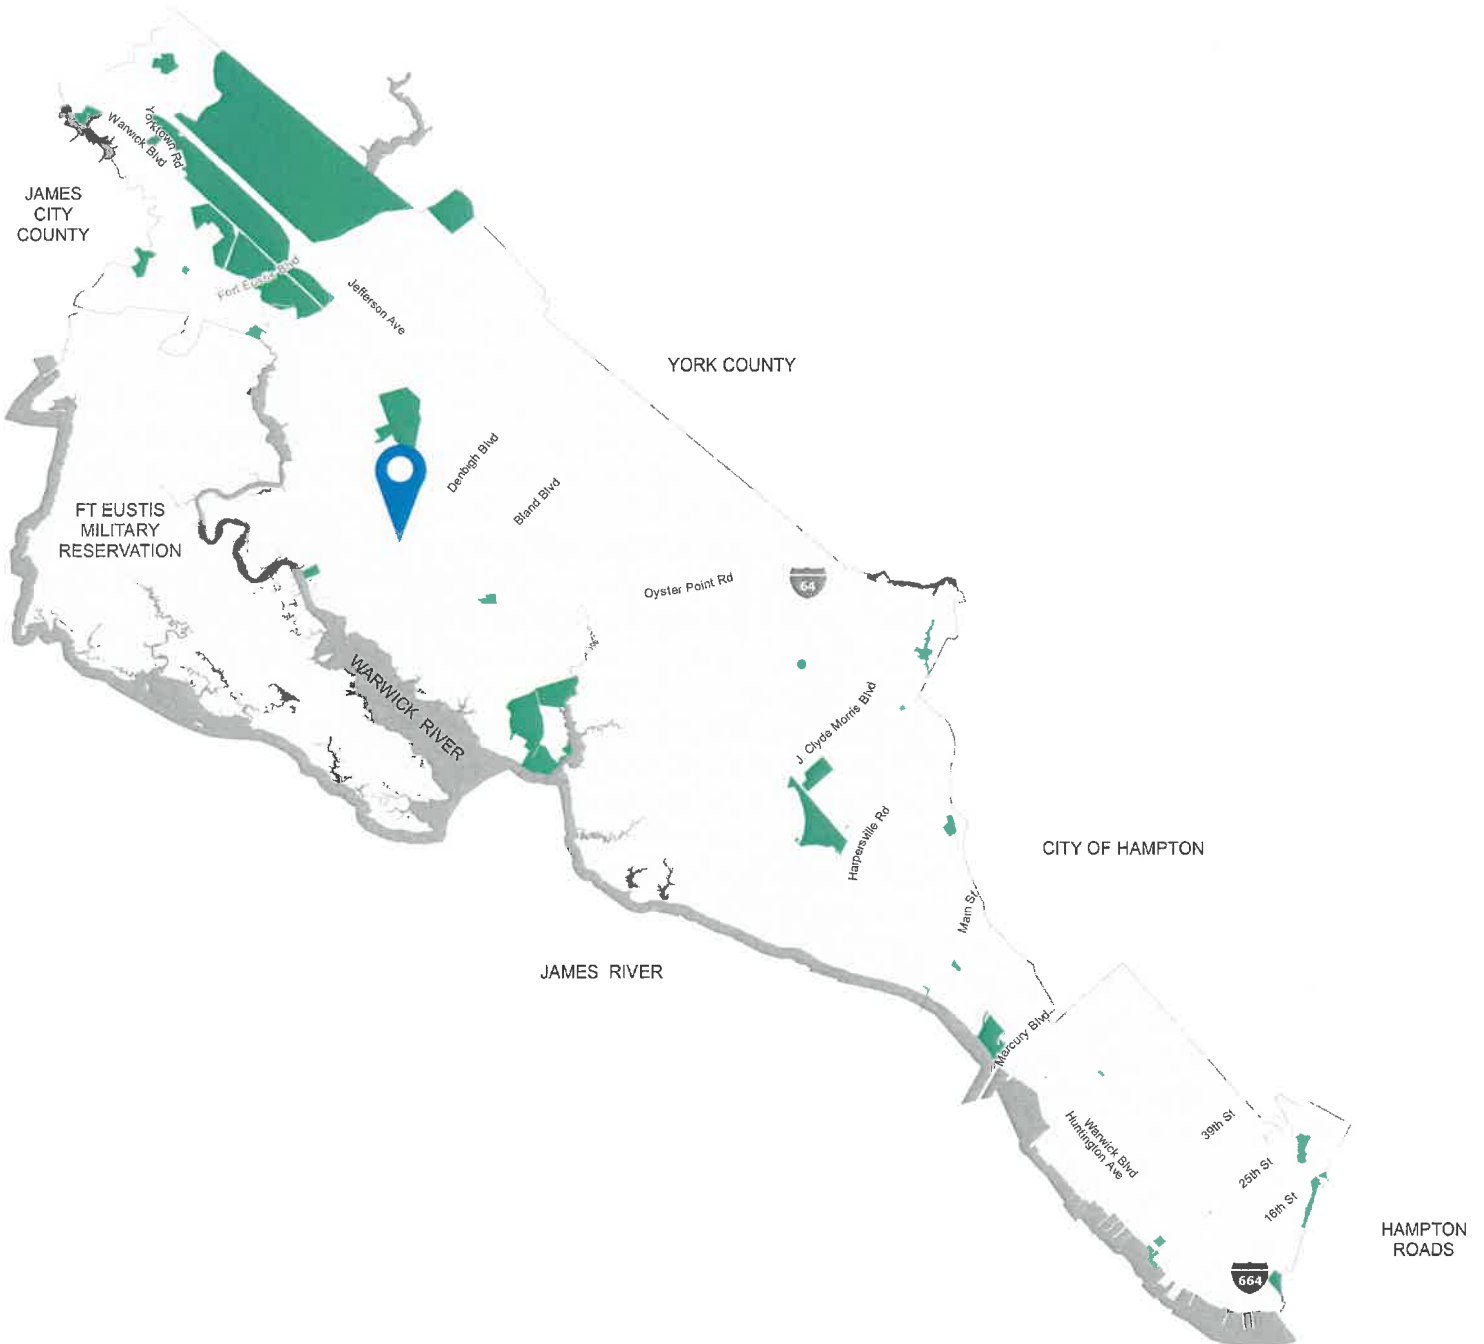 Warwick Blvd
Yorktown Rd
JAMES
CITY
COUNTY
Fort Eustis Blvd
Jefferson Ave
YORK COUNTY
Denbigh Blvd
Bland Blvd
FT EUSTIS
MILITARY
RESERVATION
Oyster Point Rd
64
WARWICK RIVER
J Clyde Morris Blvd
Harpersville Rd
CITY OF HAMPTON
Main St
JAMES RIVER
Mercury Blvd
Warwick Blvd
Huntington Ave
39th St
25th St
16th St
HAMPTON
ROADS
664